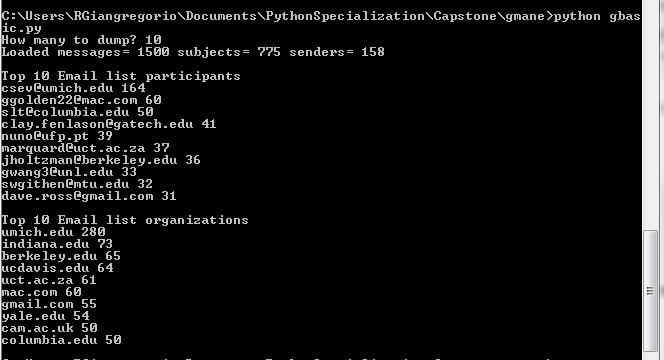 C:\Users\RGiangregorio\Documents\PythonSpecialization\Capstone\gmane>python gbas
ic.py
How many to dump? 10
Loaded messages= 1500 subjects= 775 senders= 158
Top 10 Email list participants
csev@umich.edu 164
ggolden22@mac.com 60
slt@columbia.edu 50
clay.fenlason@gatech.edu 41
nuno@ufp.pt 39
marquard@uct.ac.za 37
jholtzman@berkeley.edu 36
gwang3@unl.edu 33
swgithen@mtu.edu 32
dave.ross@gmail.com 31
Top 10 Email list organizations
umich.edu 280
indiana.edu 73
berkeley.edu 65
ucdavis.edu 64
uct.ac.za 61
mac.com 60
gmail.com 55
yale.edu 54
cam.ac.uk 50
columbia.edu 50